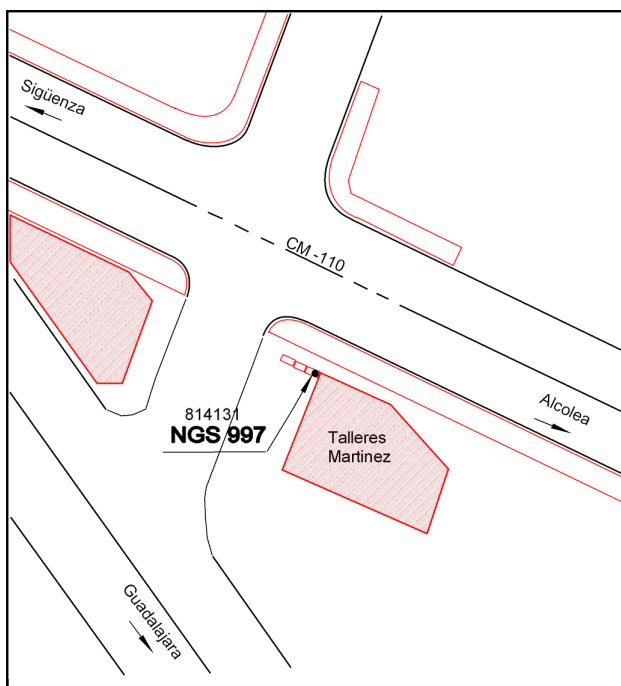 Sigüenza
CM -110
Alcolea
814131
NGS 997
Talleres
Martinez
Guadalajara